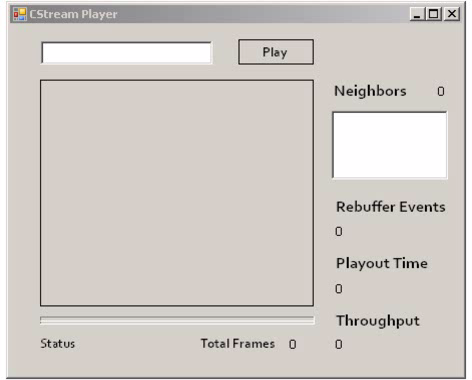 CStream Player
Play
Neighbors 0
Rebuffer Events
0
Playout Time
0
Throughput
0
Status Total Frames 0